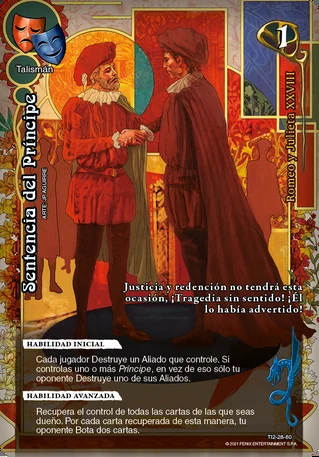 Talismán
1
Sentencia del Príncipe
ARTE: JP AGUIRRE
Romeo y Julieta XXVIII
Justicia y redención no tendrá esta
ocasión, ¡Tragedia sin sentido! ¡Él
lo había advertido!
HABILIDAD INICIAL
Cada jugador Destruye un Aliado que controle. Si
controlas uno o más Príncipe, en vez de eso sólo tu
oponente Destruye uno de sus Aliados.
HABILIDAD AVANZADA
Recupera el control de todas las cartas de las que seas
dueño. Por cada carta recuperada de esta manera, tu
oponente Bota dos cartas.
TI2-28-60
© 2021 FENIX ENTERTAINMENT S.P.A.